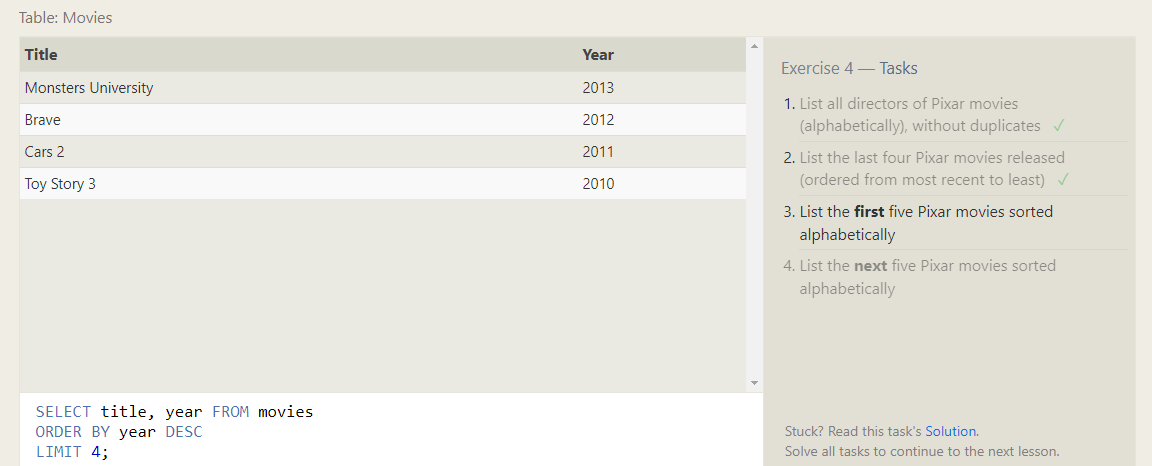 Table: Movies
Title Year
Monsters University 2013
Brave 2012
Cars 2 2011
Toy Story 3 2010
SELECT title, year FROM movies
ORDER BY year DESC
LIMIT 4;
Exercise 4 — Tasks
1. List all directors of Pixar movies
(alphabetically), without duplicates ✓
2. List the last four Pixar movies released
(ordered from most recent to least) ✓
3. List the first five Pixar movies sorted
alphabetically
4. List the next five Pixar movies sorted
alphabetically
Stuck? Read this task's Solution.
Solve all tasks to continue to the next lesson.